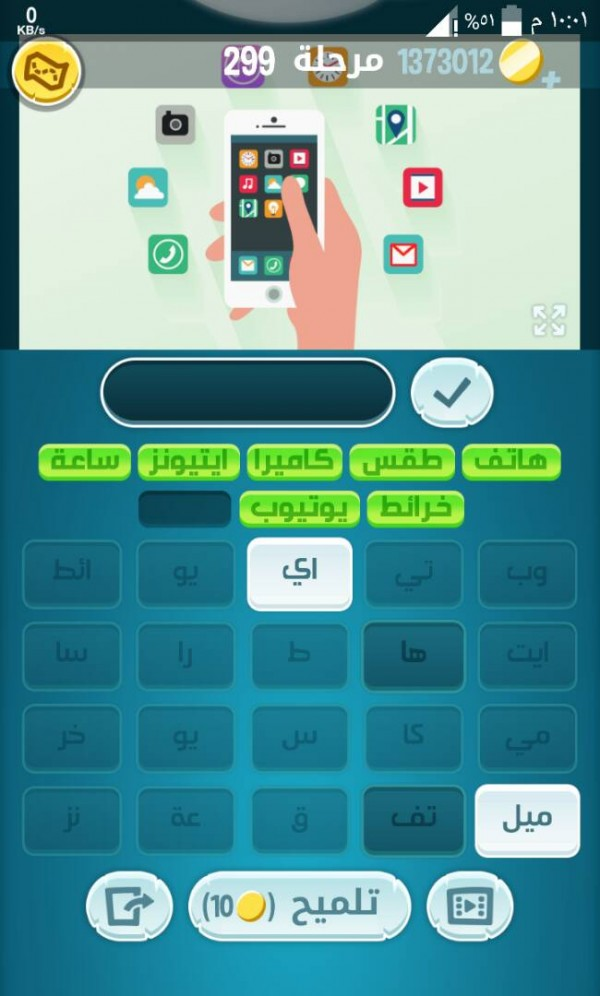 0
KB/s
١٠:٠١ م ٥١%
مرحلة 299
1373012
هاتف طقس كاميرا ايتيونز ساعة
خرائط يوتيوب
وب تي اي يو ائط
ايت ها ط را سا
مي كا س يو خر
ميل تف ق عة نز
تلميح (10)